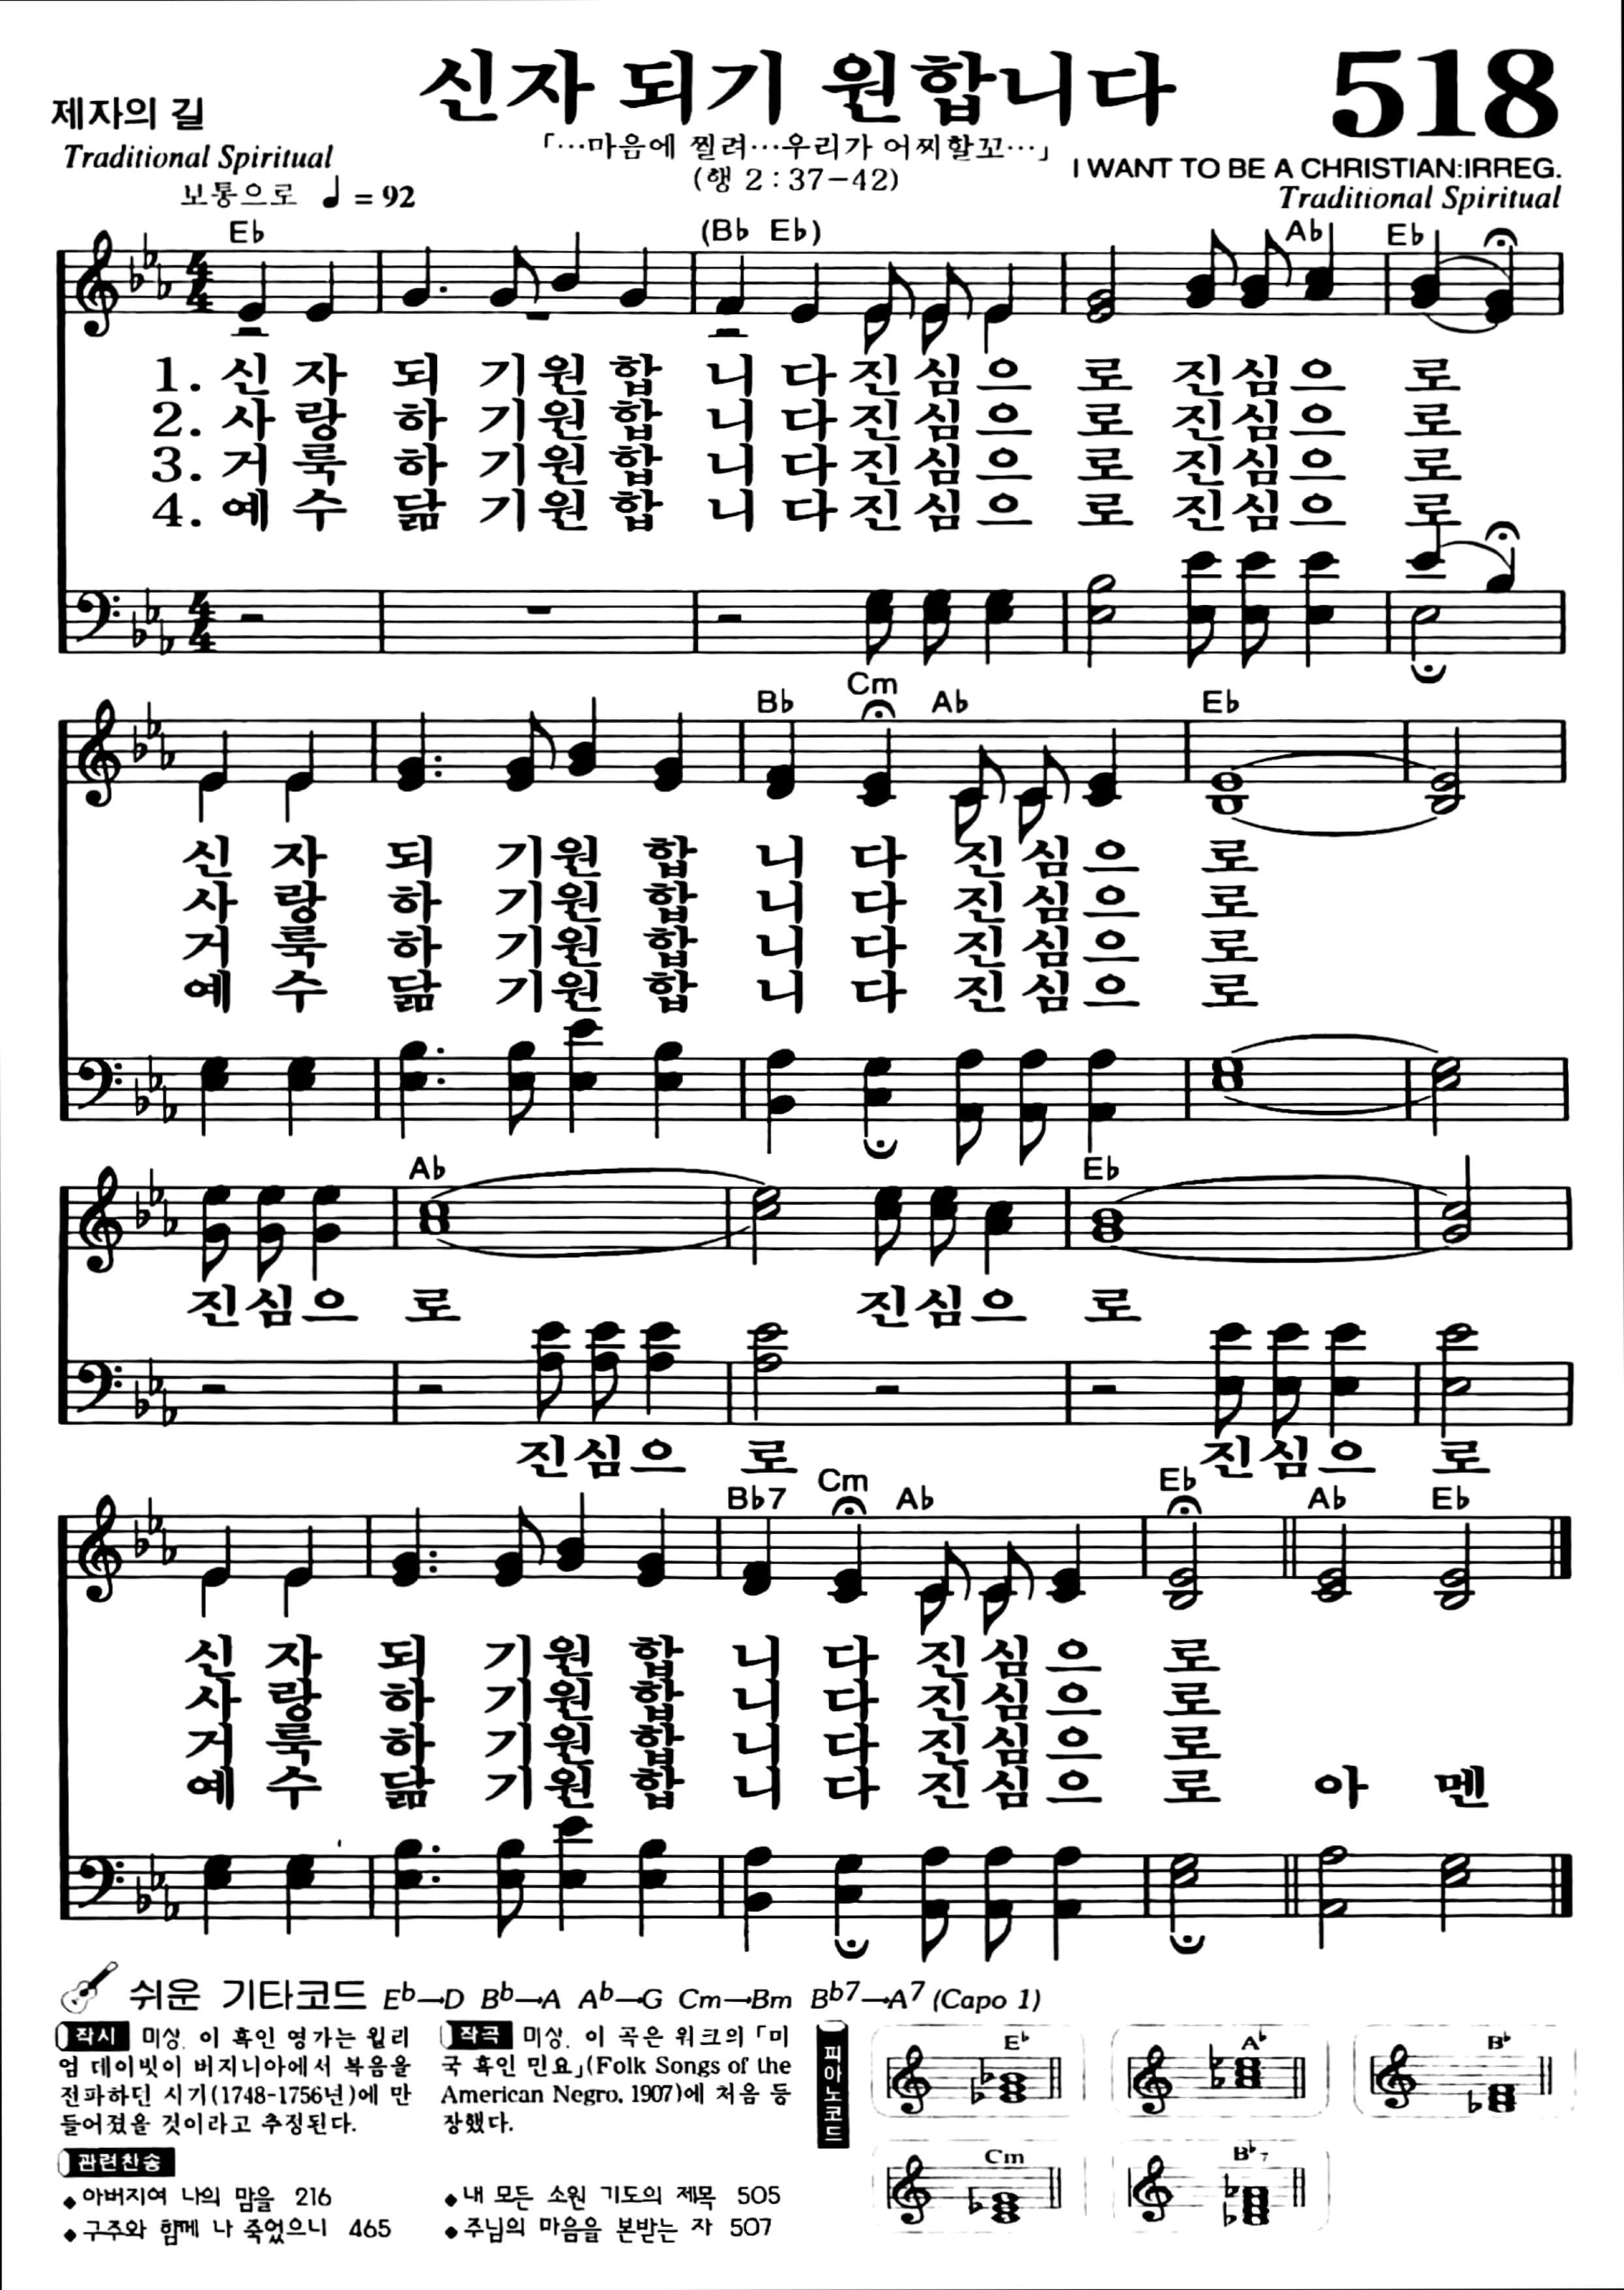 신자 되기 원합니다
518
제자의 길
Traditional Spiritual
「…마음에 찔려…우리가 어찌할꼬…」
(행 2 : 37-42)
I WANT TO BE A CHRISTIAN:IRREG.
Traditional Spiritual
보통으로 ♩ = 92
E♭ (B♭ E♭) A♭ E♭
1. 신 자 되 기 원 합 니 다 진 심 으 로 진 심 으 로
2. 사 랑 하 기 원 합 니 다 진 심 으 로 진 심 으 로
3. 거 룩 하 기 원 합 니 다 진 심 으 로 진 심 으 로
4. 예 수 닮 기 원 합 니 다 진 심 으 로 진 심 으 로
B♭ Cm A♭ E♭
신 자 되 기 원 합 니 다 진 심 으 로
사 랑 하 기 원 합 니 다 진 심 으 로
거 룩 하 기 원 합 니 다 진 심 으 로
예 수 닮 기 원 합 니 다 진 심 으 로
A♭ E♭
진 심 으 로 진 심 으 로
진 심 으 로 진 심 으 로
B♭7 Cm A♭ E♭ A♭ E♭
신 자 되 기 원 합 니 다 진 심 으 로
사 랑 하 기 원 합 니 다 진 심 으 로
거 룩 하 기 원 합 니 다 진 심 으 로
예 수 닮 기 원 합 니 다 진 심 으 로 아 멘
쉬운 기타코드 E♭→D B♭→A A♭→G Cm→Bm B♭7→A7 (Capo 1)
작시 미상. 이 흑인 영가는 윌리
엄 데이빗이 버지니아에서 복음을
전파하던 시기(1748-1756년)에 만
들어졌을 것이라고 추정된다.
작곡 미상. 이 곡은 워크의 「미
국 흑인 민요」(Folk Songs of the
American Negro, 1907)에 처음 등
장했다.
관련찬송
◆아버지여 나의 맘을 216
◆구주와 함께 나 죽었으니 465
◆내 모든 소원 기도의 제목 505
◆주님의 마음을 본받는 자 507
피아노코드
E♭ A♭ B♭
Cm B♭7